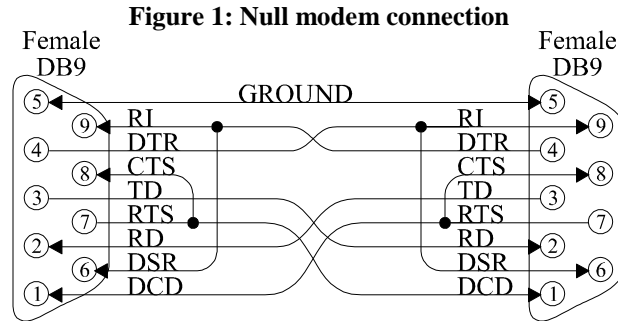 Figure 1: Null modem connection
Female DB9
Female DB9
5 GROUND 5
9 RI RI 9
4 DTR DTR 4
8 CTS CTS 8
3 TD TD 3
7 RTS RTS 7
2 RD RD 2
6 DSR DSR 6
1 DCD DCD 1